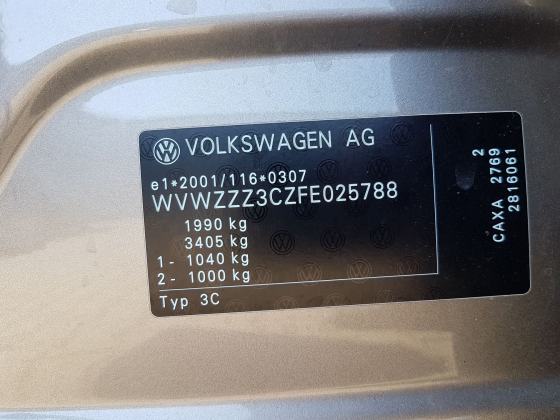 VOLKSWAGEN AG
e1*2001/116*0307
WVWZZZ3CZFE025788
1990 kg
3405 kg
1- 1040 kg
2- 1000 kg
Typ 3C
CAXA 2769 2
2816061